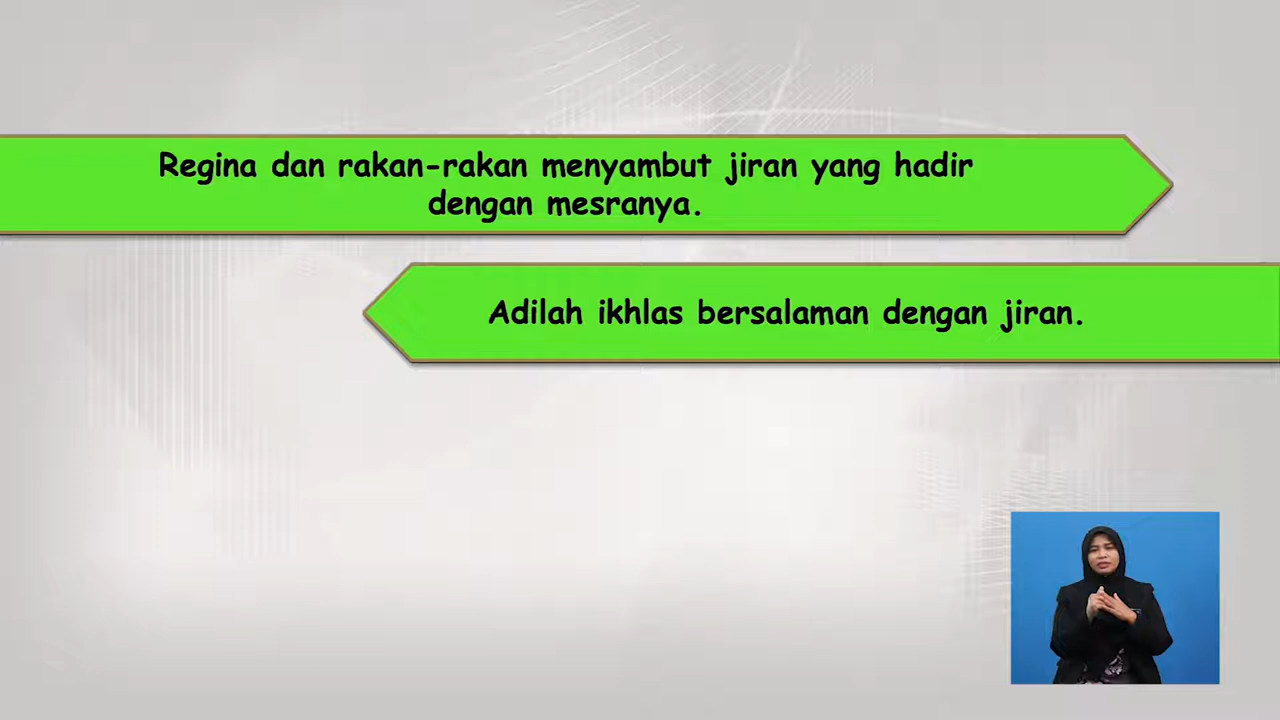 Regina dan rakan-rakan menyambut jiran yang hadir
dengan mesranya.
Adilah ikhlas bersalaman dengan jiran.